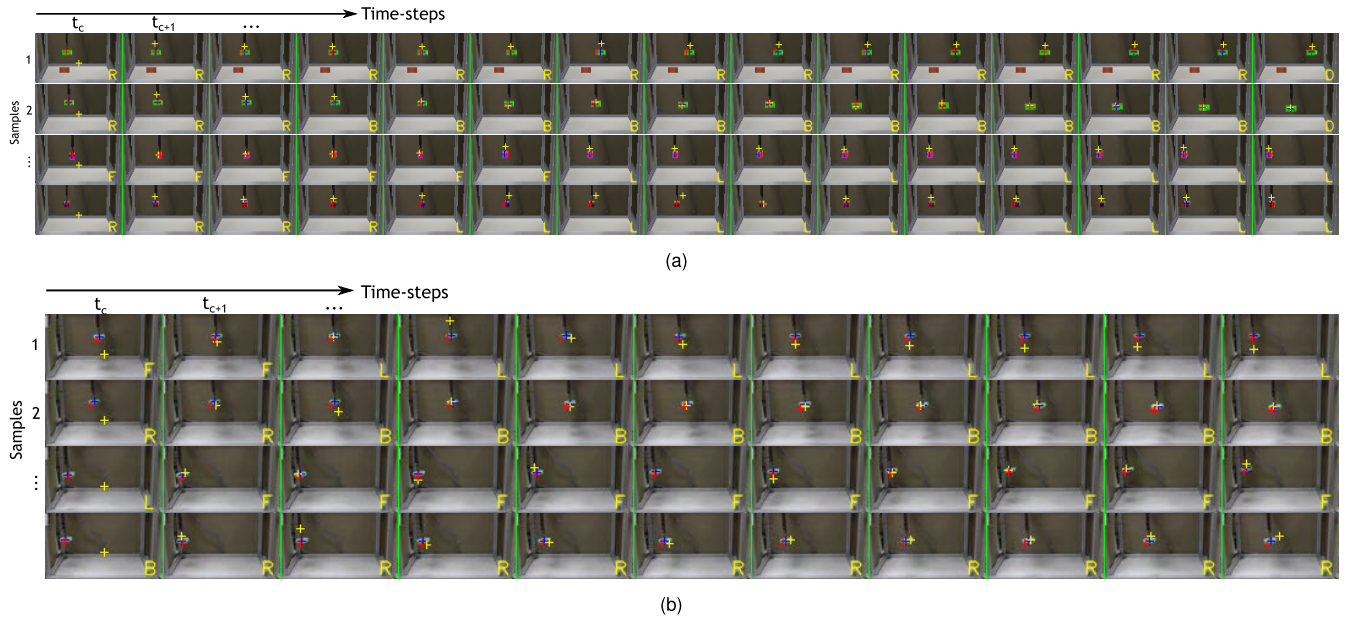 Time-steps
t_c t_c+1 ...
Samples
1 R R R R R R R R R R R R R R D
2 R R R B B B B B B B B B B B D
... F F F F F L L L L L L L L L L
R R R R L L L L L L L L L L L
(a)
Time-steps
t_c t_c+1 ...
Samples
1 F F L L L L L L L L L
2 R R B B B B B B B B B
... L F F F F F F F F F F
B R R R R R R R R R R
(b)